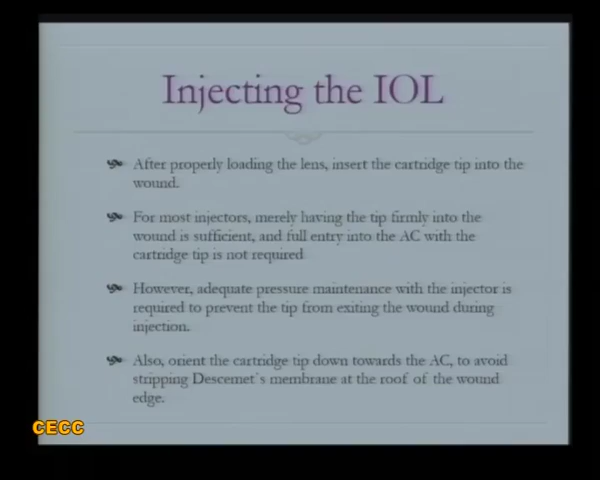 Injecting the IOL
After properly loading the lens, insert the cartridge tip into the
wound.
For most injectors, merely having the tip firmly into the
wound is sufficient, and full entry into the AC with the
cartridge tip is not required
However, adequate pressure maintenance with the injector is
required to prevent the tip from exiting the wound during
injection.
Also, orient the cartridge tip down towards the AC, to avoid
stripping Descemet's membrane at the roof of the wound
edge.
CECC